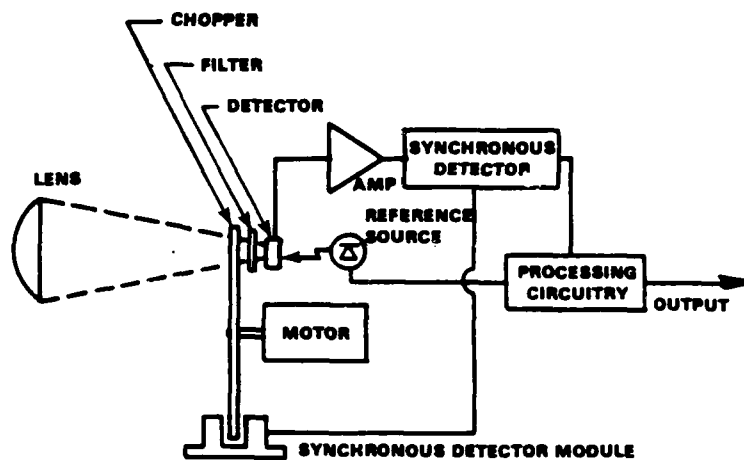 CHOPPER
FILTER
DETECTOR
LENS
AMP
SYNCHRONOUS
DETECTOR
REFERENCE
SOURCE
PROCESSING
CIRCUITRY
OUTPUT
MOTOR
SYNCHRONOUS DETECTOR MODULE